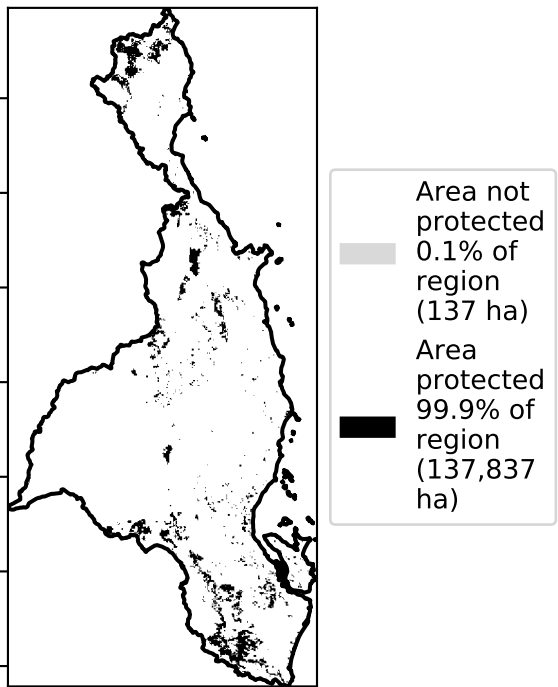 Area not
protected
0.1% of
region
(137 ha)
Area
protected
99.9% of
region
(137,837
ha)